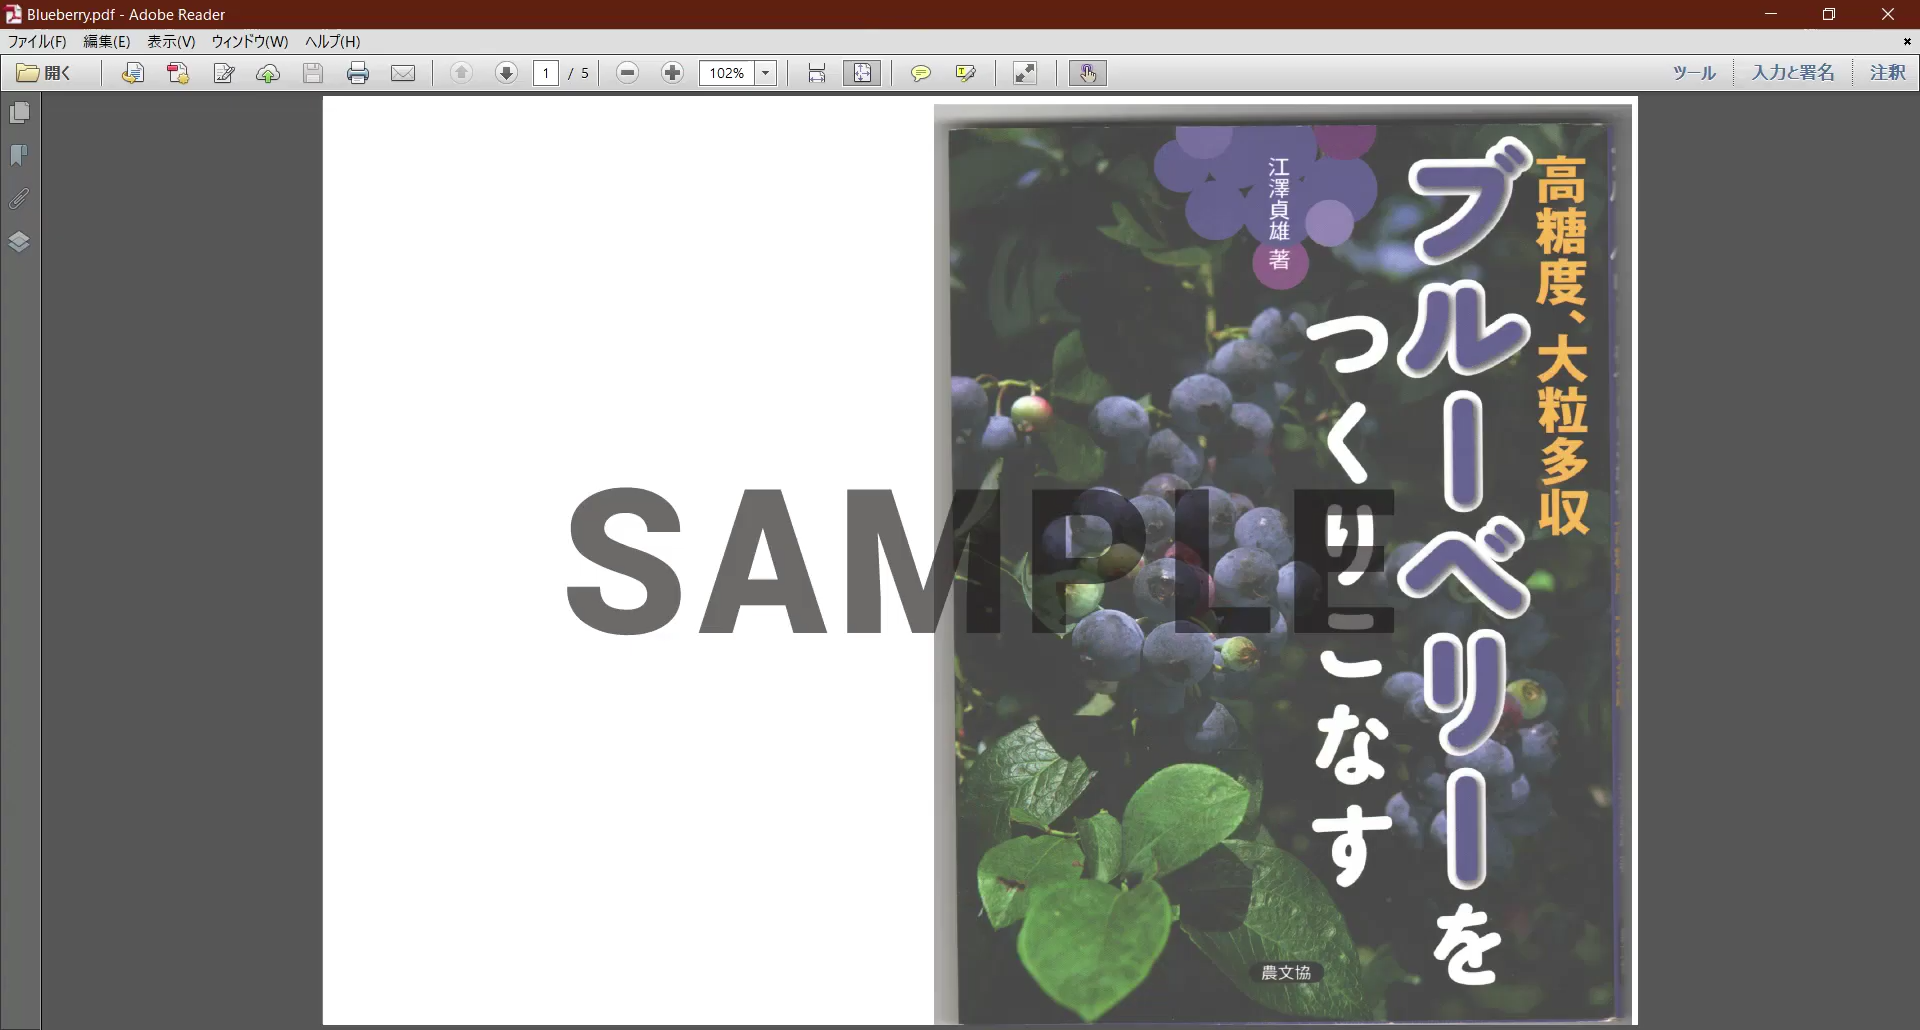 Blueberry.pdf - Adobe Reader
ファイル(F) 編集(E) 表示(V) ウィンドウ(W) ヘルプ(H)
開く 1 / 5 102% ツール 入力と署名 注釈
高糖度、大粒多収
ブルーベリーを
つくりこなす
江澤貞雄 著
SAMPLE
農文協